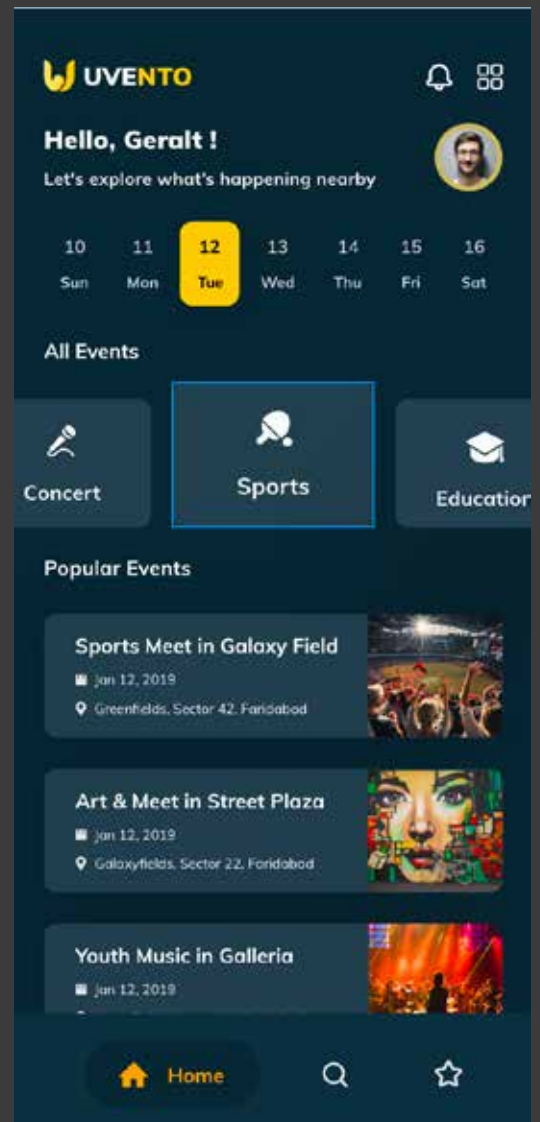 UVENTO
Hello, Geralt !
Let's explore what's happening nearby
10 11 12 13 14 15 16
Sun Mon Tue Wed Thu Fri Sat
All Events
Concert Sports Education
Popular Events
Sports Meet in Galaxy Field
Jan 12, 2019
Greenfields, Sector 42, Faridabad
Art & Meet in Street Plaza
Jan 12, 2019
Galaxyfields, Sector 22, Faridabad
Youth Music in Galleria
Jan 12, 2019
Home